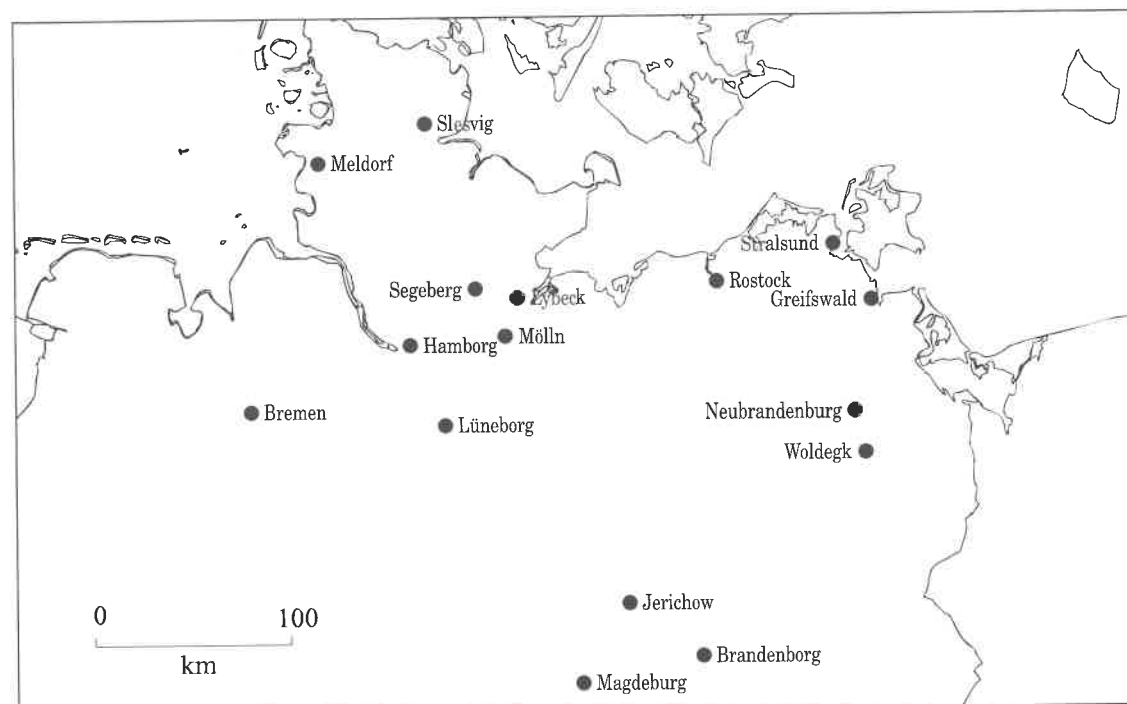 Slesvig
Meldorf
Stralsund
Segeberg
Lybeck
Rostock
Greifswald
Hamborg
Mölln
Bremen
Lüneborg
Neubrandenburg
Woldegk
Jerichow
0 100
km
Brandenborg
Magdeburg